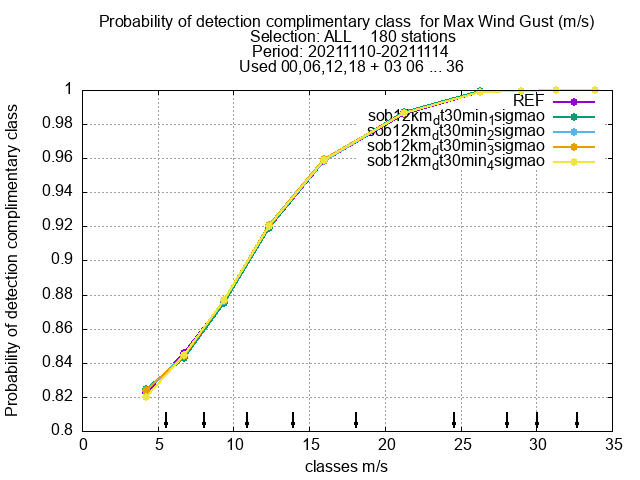 Probability of detection complimentary class  for Max Wind Gust (m/s)
Selection: ALL    180 stations
Period: 20211110-20211114
Used 00,06,12,18 + 03 06 ... 36
Probability of detection complimentary class
1
0.98
0.96
0.94
0.92
0.9
0.88
0.86
0.84
0.82
0.8
REF
sob12km_dt30min_1sigmao
sob12km_dt30min_2sigmao
sob12km_dt30min_3sigmao
sob12km_dt30min_4sigmao
0 5 10 15 20 25 30 35
classes m/s